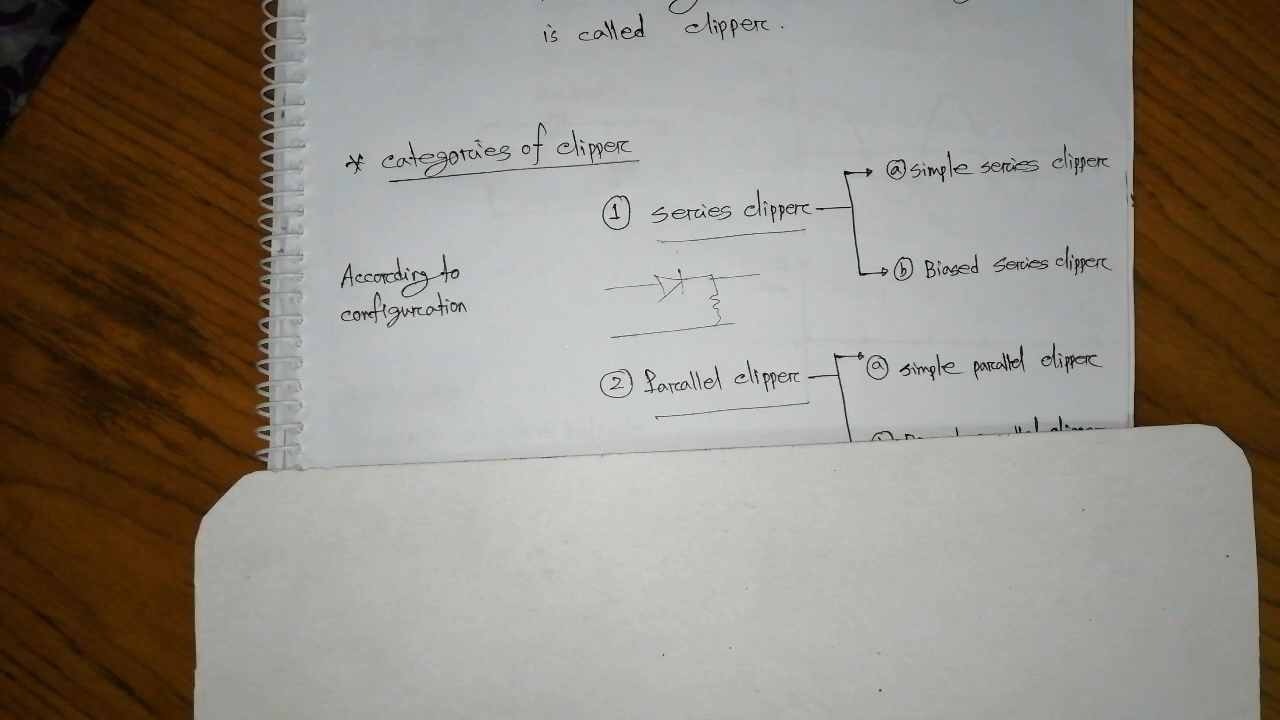 is called clipper.
* categories of clipper
① series clipper
ⓐ simple series clipper
ⓑ Biased series clipper
According to
configuration
② Parallel clipper
ⓐ simple parallel clipper